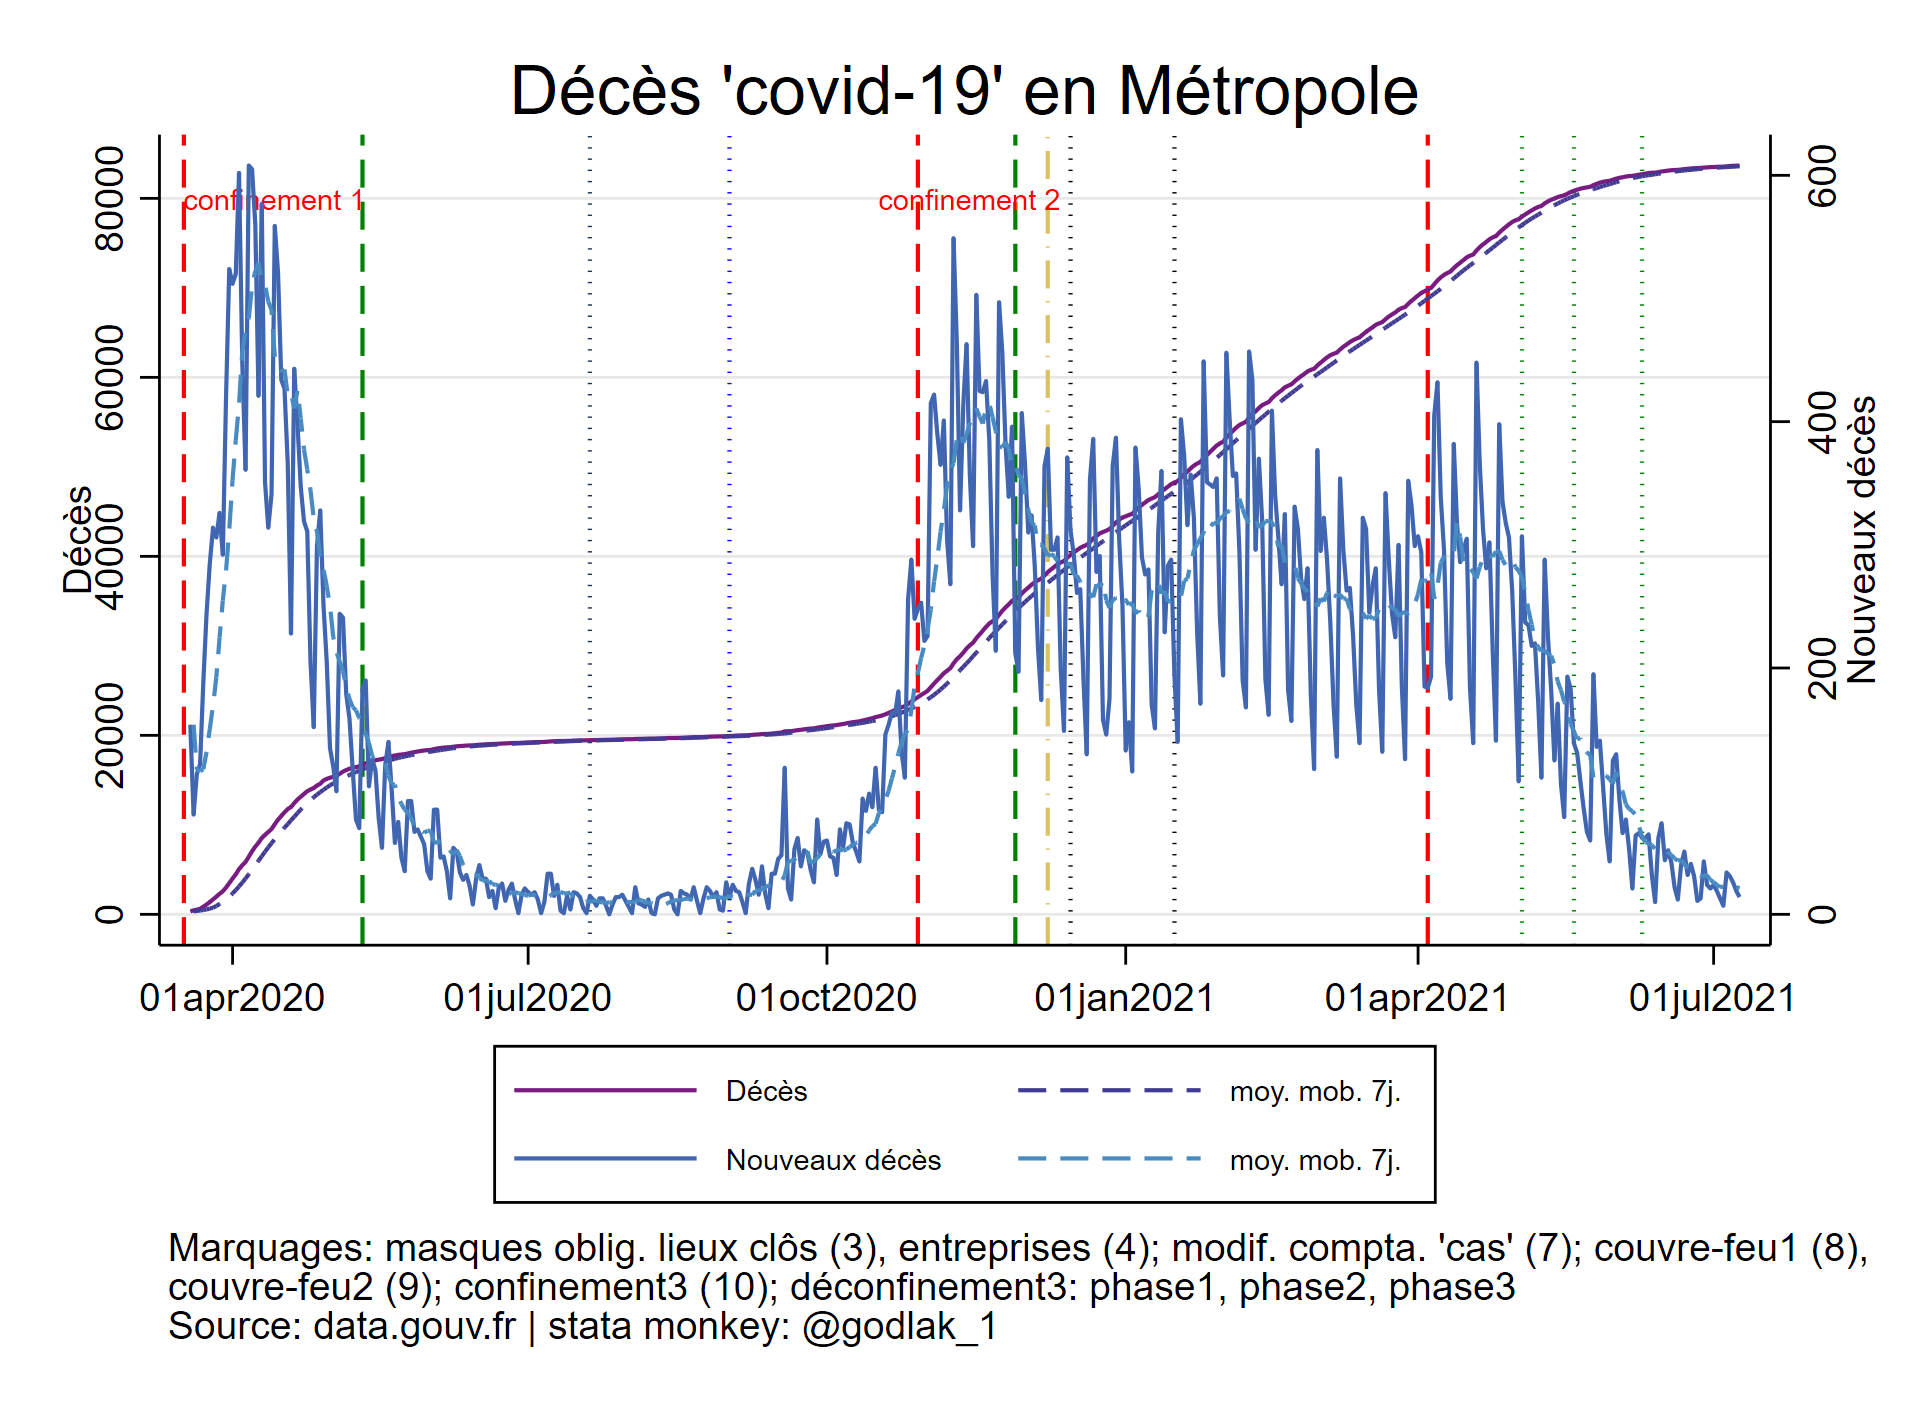 Décès 'covid-19' en Métropole
confinement 1
confinement 2
80000
60000
40000
20000
0
Décès
600
400
200
0
Nouveaux décès
01apr2020
01jul2020
01oct2020
01jan2021
01apr2021
01jul2021
Décès
moy. mob. 7j.
Nouveaux décès
moy. mob. 7j.
Marquages: masques oblig. lieux clôs (3), entreprises (4); modif. compta. 'cas' (7); couvre-feu1 (8),
couvre-feu2 (9); confinement3 (10); déconfinement3: phase1, phase2, phase3
Source: data.gouv.fr | stata monkey: @godlak_1